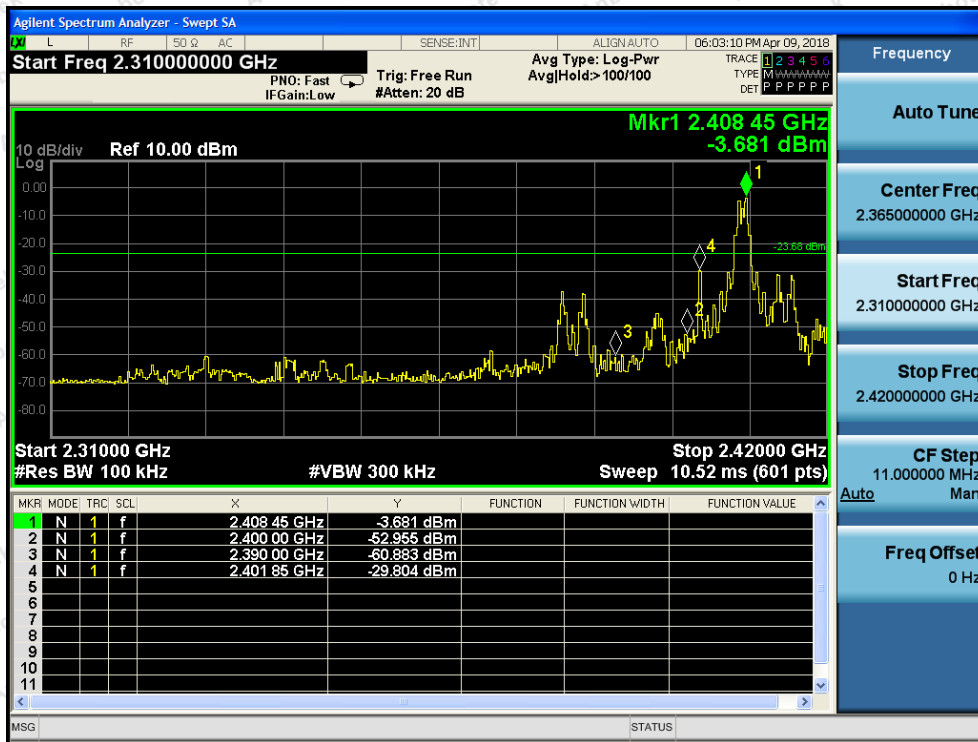 Agilent Spectrum Analyzer - Swept SA
LXI L RF 50 Ω AC SENSE:INT ALIGN AUTO 06:03:10 PM Apr 09, 2018
Start Freq 2.310000000 GHz
PNO: Fast
IFGain:Low
Trig: Free Run
#Atten: 20 dB
Avg Type: Log-Pwr
Avg|Hold:>100/100
TRACE 1 2 3 4 5 6
TYPE M WWWWW
DET P P P P P P
Mkr1 2.408 45 GHz
-3.681 dBm
10 dB/div
Log
Ref 10.00 dBm
0.00
-10.0
-20.0
-30.0
-40.0
-50.0
-60.0
-70.0
-80.0
1
4
-23.68 dBm
2
3
Start 2.31000 GHz Stop 2.42000 GHz
#Res BW 100 kHz #VBW 300 kHz Sweep 10.52 ms (601 pts)
MKR MODE TRC SCL X Y FUNCTION FUNCTION WIDTH FUNCTION VALUE
1 N 1 f 2.408 45 GHz -3.681 dBm
2 N 1 f 2.400 00 GHz -52.955 dBm
3 N 1 f 2.390 00 GHz -60.883 dBm
4 N 1 f 2.401 85 GHz -29.804 dBm
5
6
7
8
9
10
11
MSG STATUS
Frequency
Auto Tune
Center Freq
2.365000000 GHz
Start Freq
2.310000000 GHz
Stop Freq
2.420000000 GHz
CF Step
11.000000 MHz
Auto Man
Freq Offset
0 Hz